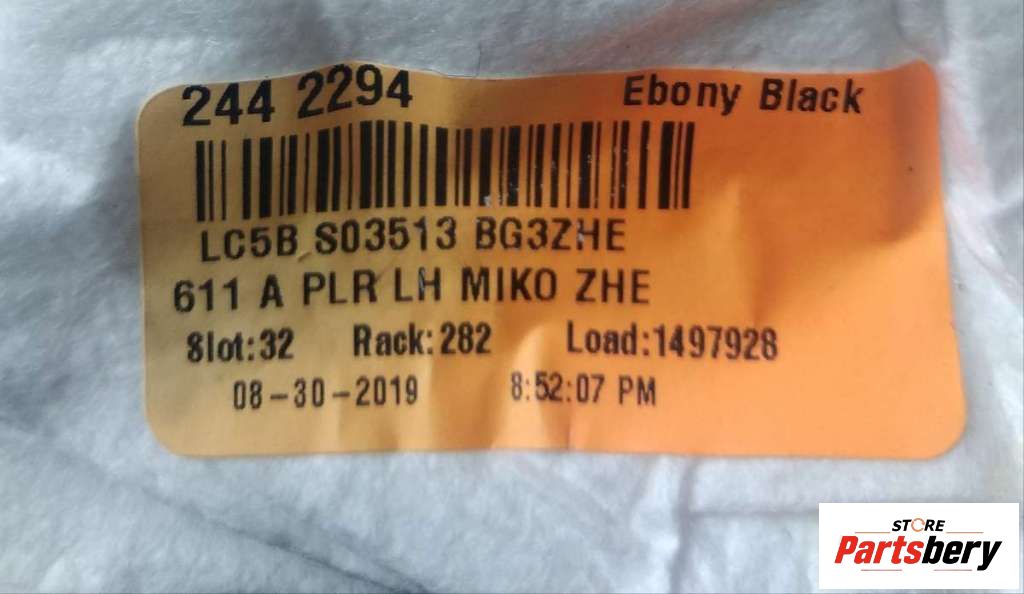 244 2294 Ebony Black
LC5B S03513 BG3ZHE
611 A PLR LH MIKO ZHE
Slot:32 Rack:282 Load:1497928
08-30-2019 8:52:07 PM
STORE
Partsbery